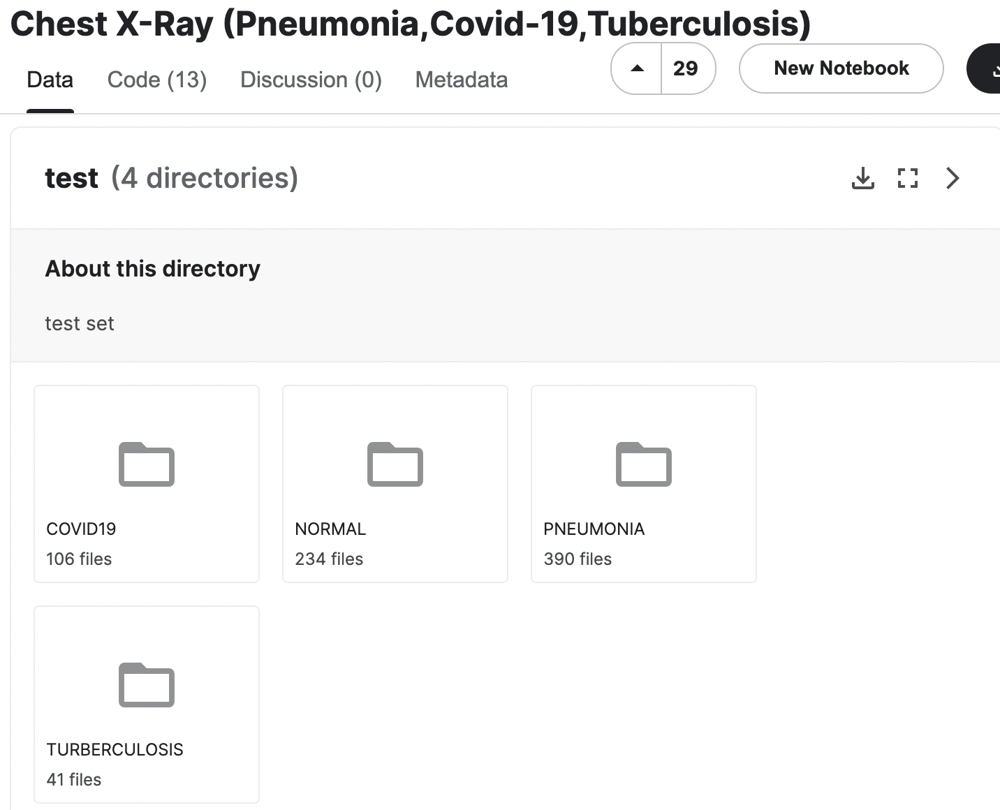 Chest X-Ray (Pneumonia,Covid-19,Tuberculosis)
Data Code (13) Discussion (0) Metadata 29 New Notebook
test (4 directories)
About this directory
test set
COVID19 NORMAL PNEUMONIA
106 files 234 files 390 files
TURBERCULOSIS
41 files